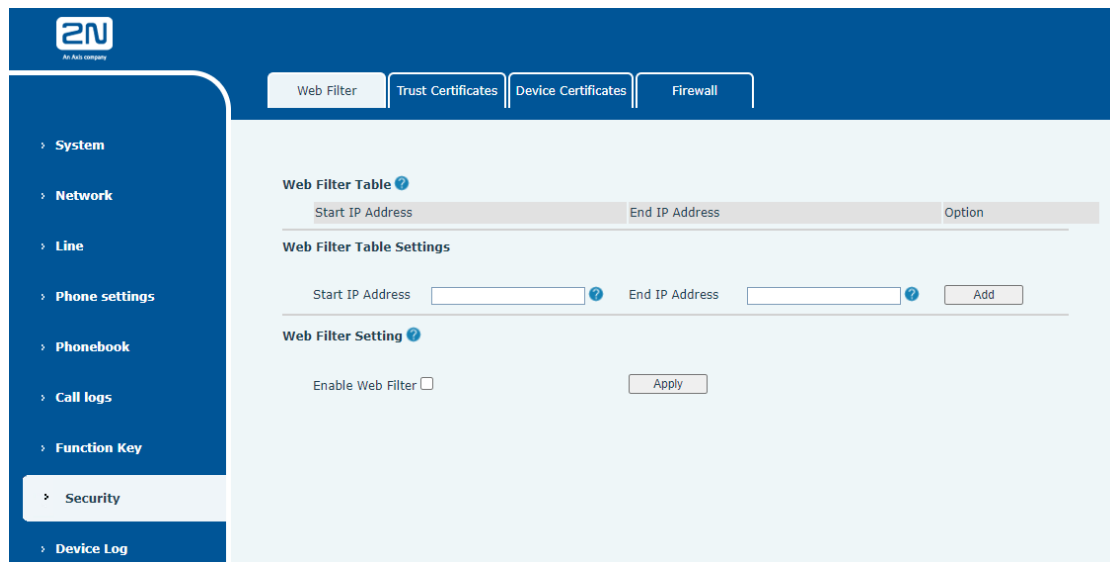 2N
An Axis company
Web Filter Trust Certificates Device Certificates Firewall
› System
› Network
› Line
› Phone settings
› Phonebook
› Call logs
› Function Key
› Security
› Device Log
Web Filter Table ?
Start IP Address End IP Address Option
Web Filter Table Settings
Start IP Address ? End IP Address ? Add
Web Filter Setting ?
Enable Web Filter Apply